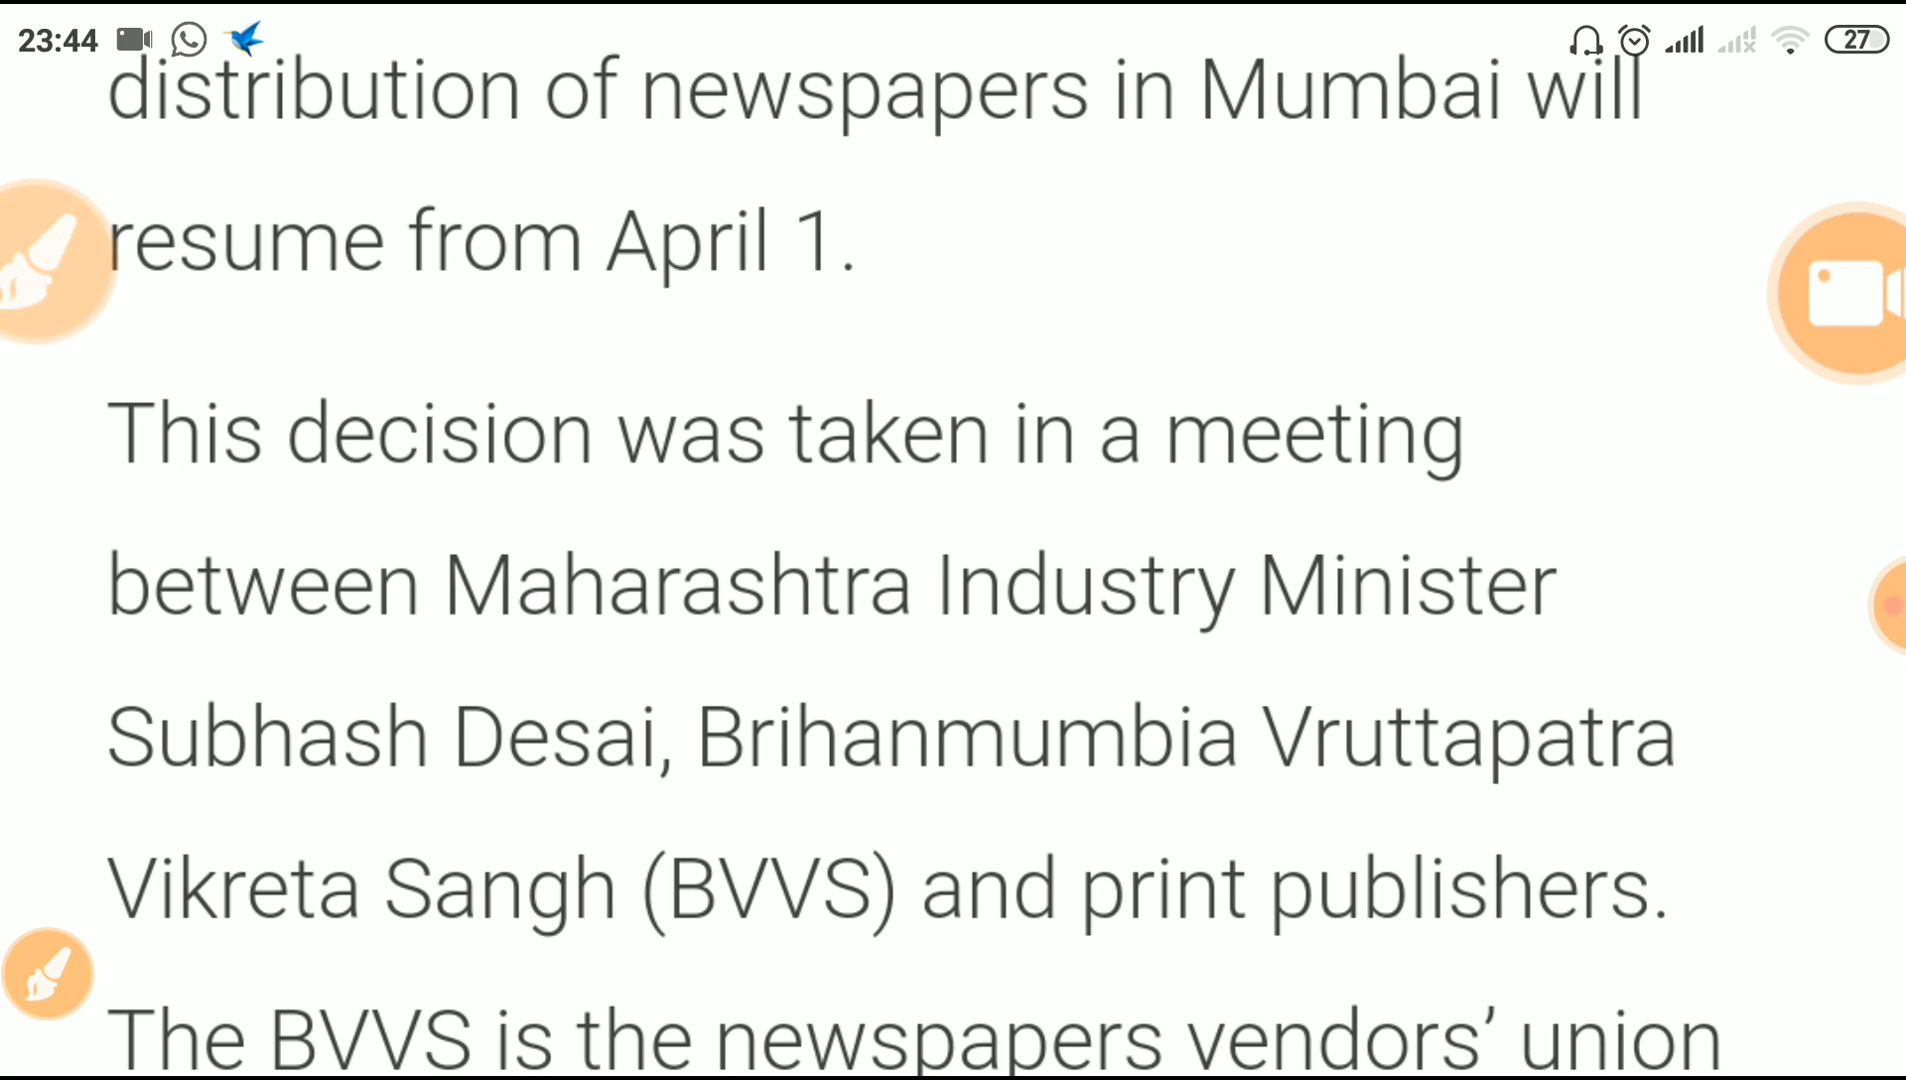 23:44
27
distribution of newspapers in Mumbai will
resume from April 1.
This decision was taken in a meeting
between Maharashtra Industry Minister
Subhash Desai, Brihanmumbia Vruttapatra
Vikreta Sangh (BVVS) and print publishers.
The BVVS is the newspapers vendors’ union